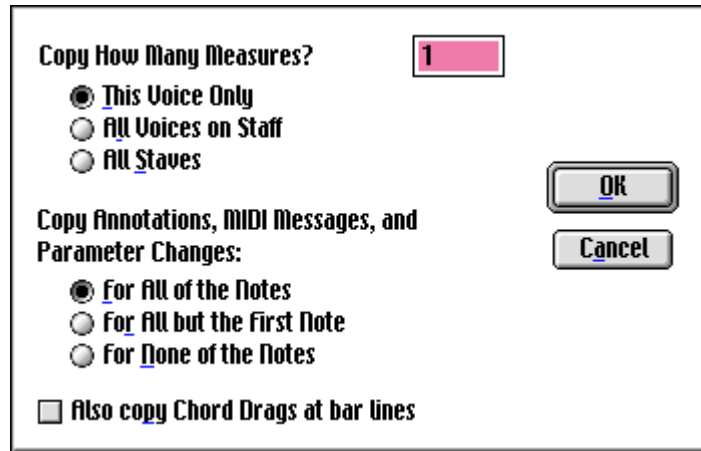 Copy How Many Measures? 1
This Voice Only
All Voices on Staff
All Staves
OK
Copy Annotations, MIDI Messages, and
Parameter Changes:
Cancel
For All of the Notes
For All but the First Note
For None of the Notes
Also copy Chord Drags at bar lines